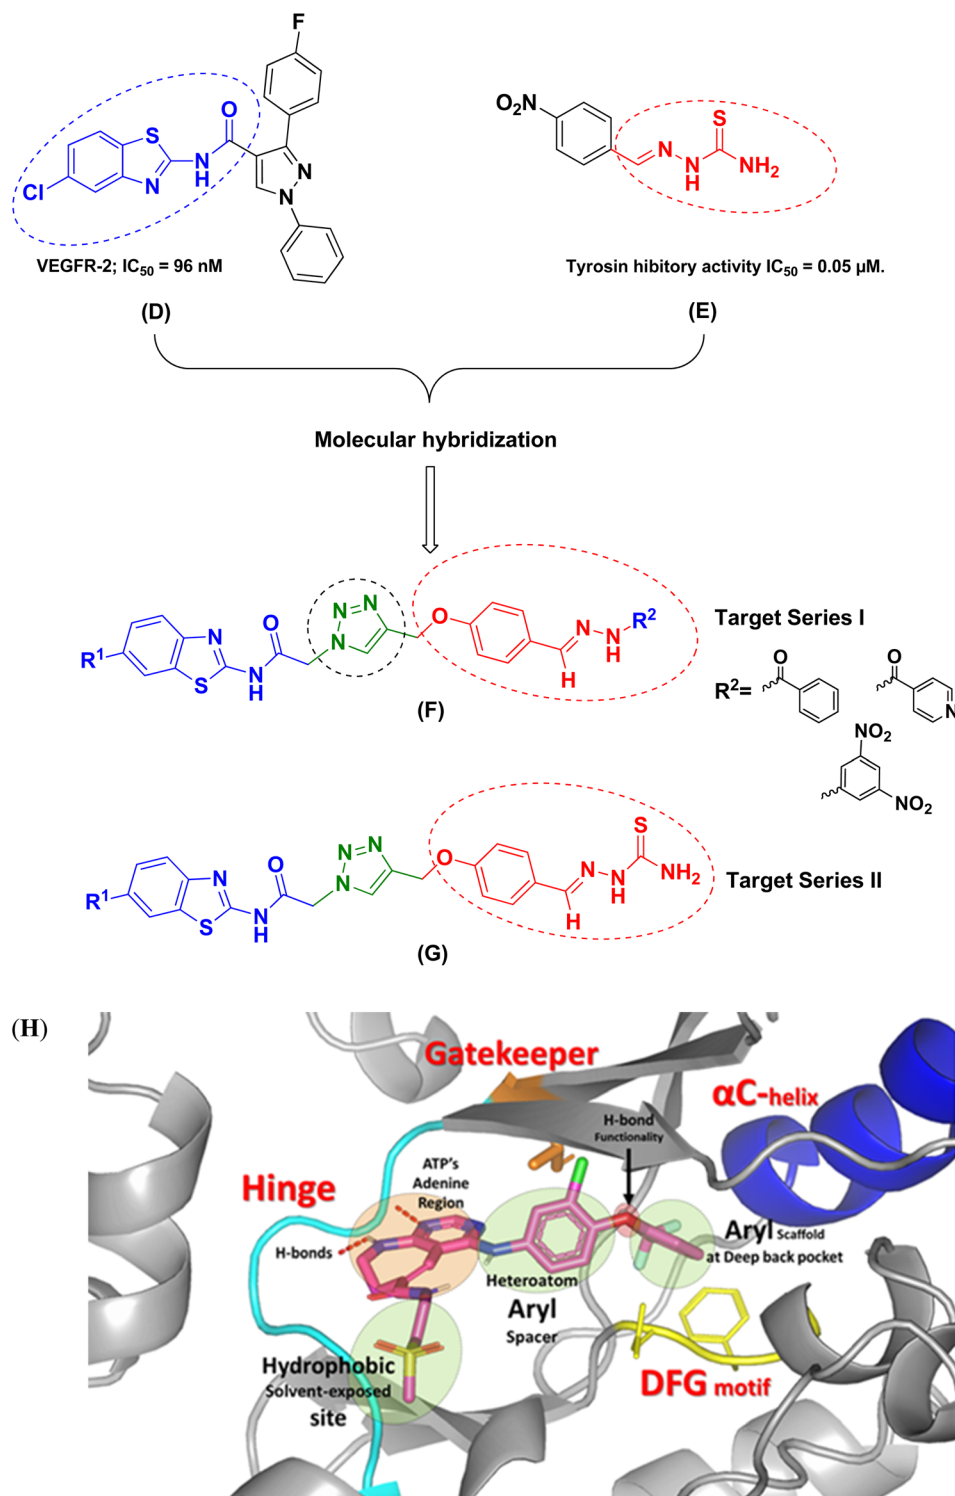 F
O
S
NH
N
N
N
Cl
VEGFR-2; IC50 = 96 nM
(D)
O2N
S
N
N
H
NH2
Tyrosin hibitory activity IC50 = 0.05 µM.
(E)
Molecular hybridization
N=N
N
O
O
N
R1
S
N
H
N
N
H
R2
H
(F)
Target Series I
R2=
O
O
N
NO2
NO2
N=N
N
O
O
N
R1
S
N
H
S
N
N
H
NH2
H
(G)
Target Series II
(H)
Gatekeeper
αC-helix
H-bond
Functionality
ATP's
Adenine
Region
Hinge
H-bonds
Aryl Scaffold
at Deep back pocket
Heteroatom
Aryl
Spacer
Hydrophobic
Solvent-exposed
site
DFG motif